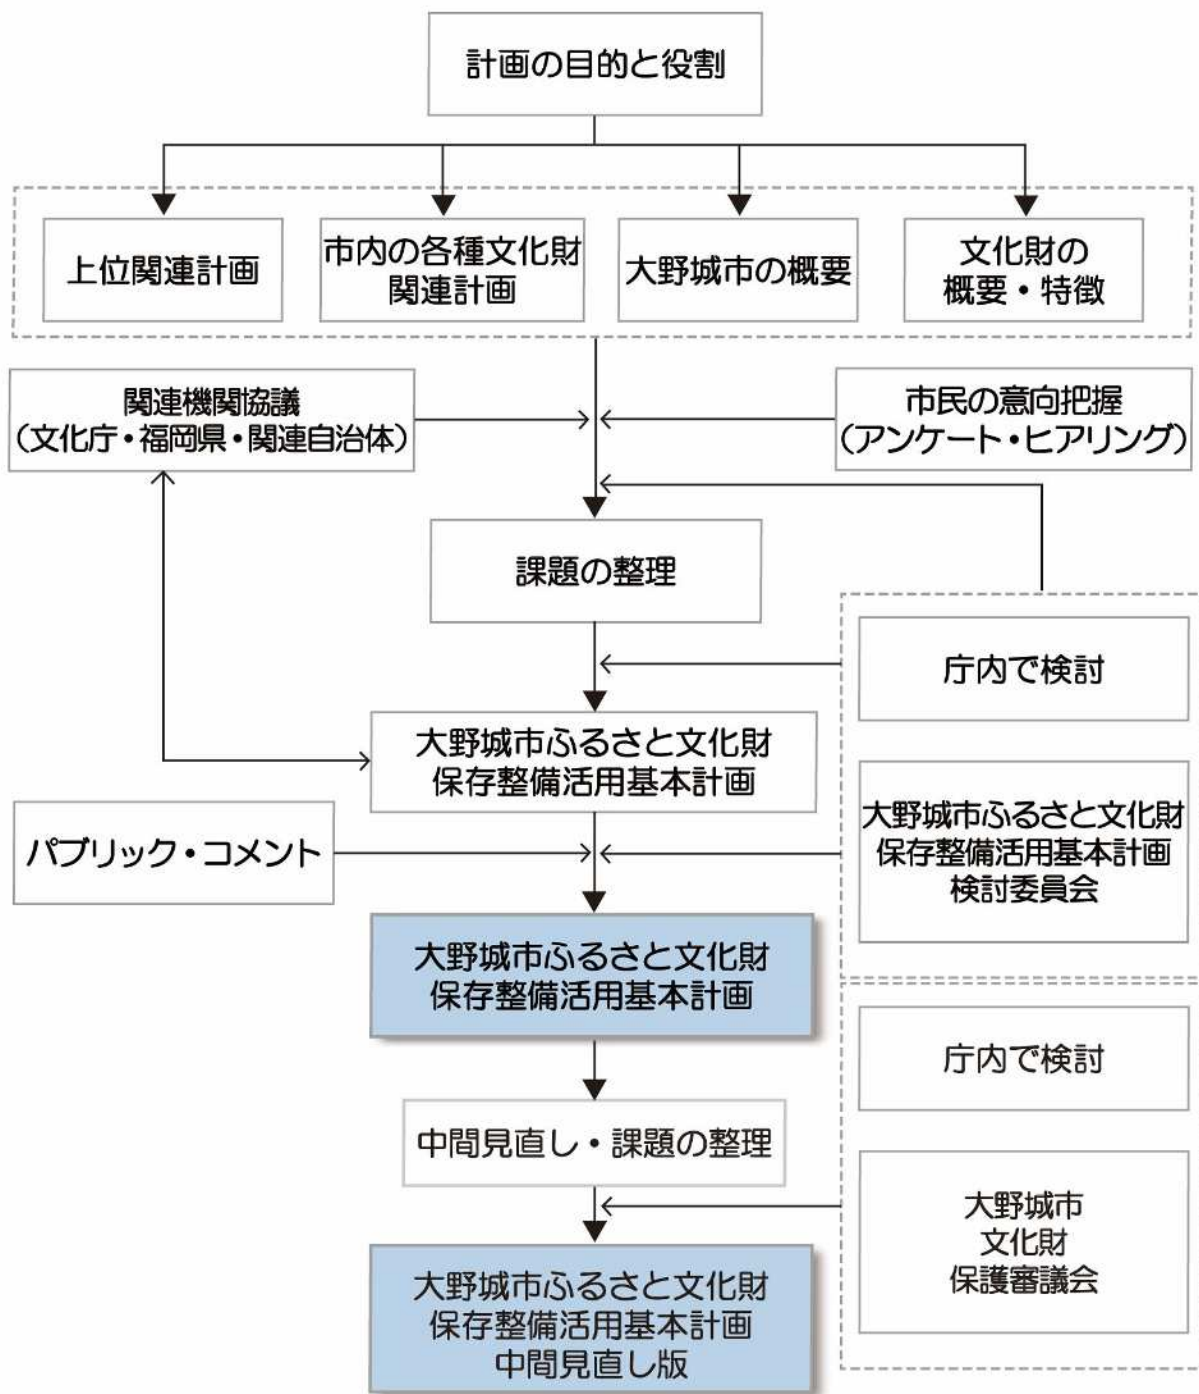 計画の目的と役割
上位関連計画
市内の各種文化財
関連計画
大野城市の概要
文化財の
概要・特徴
関連機関協議
（文化庁・福岡県・関連自治体）
市民の意向把握
（アンケート・ヒアリング）
課題の整理
庁内で検討
大野城市ふるさと文化財
保存整備活用基本計画
大野城市ふるさと文化財
保存整備活用基本計画
検討委員会
パブリック・コメント
大野城市ふるさと文化財
保存整備活用基本計画
庁内で検討
中間見直し・課題の整理
大野城市
文化財
保護審議会
大野城市ふるさと文化財
保存整備活用基本計画
中間見直し版